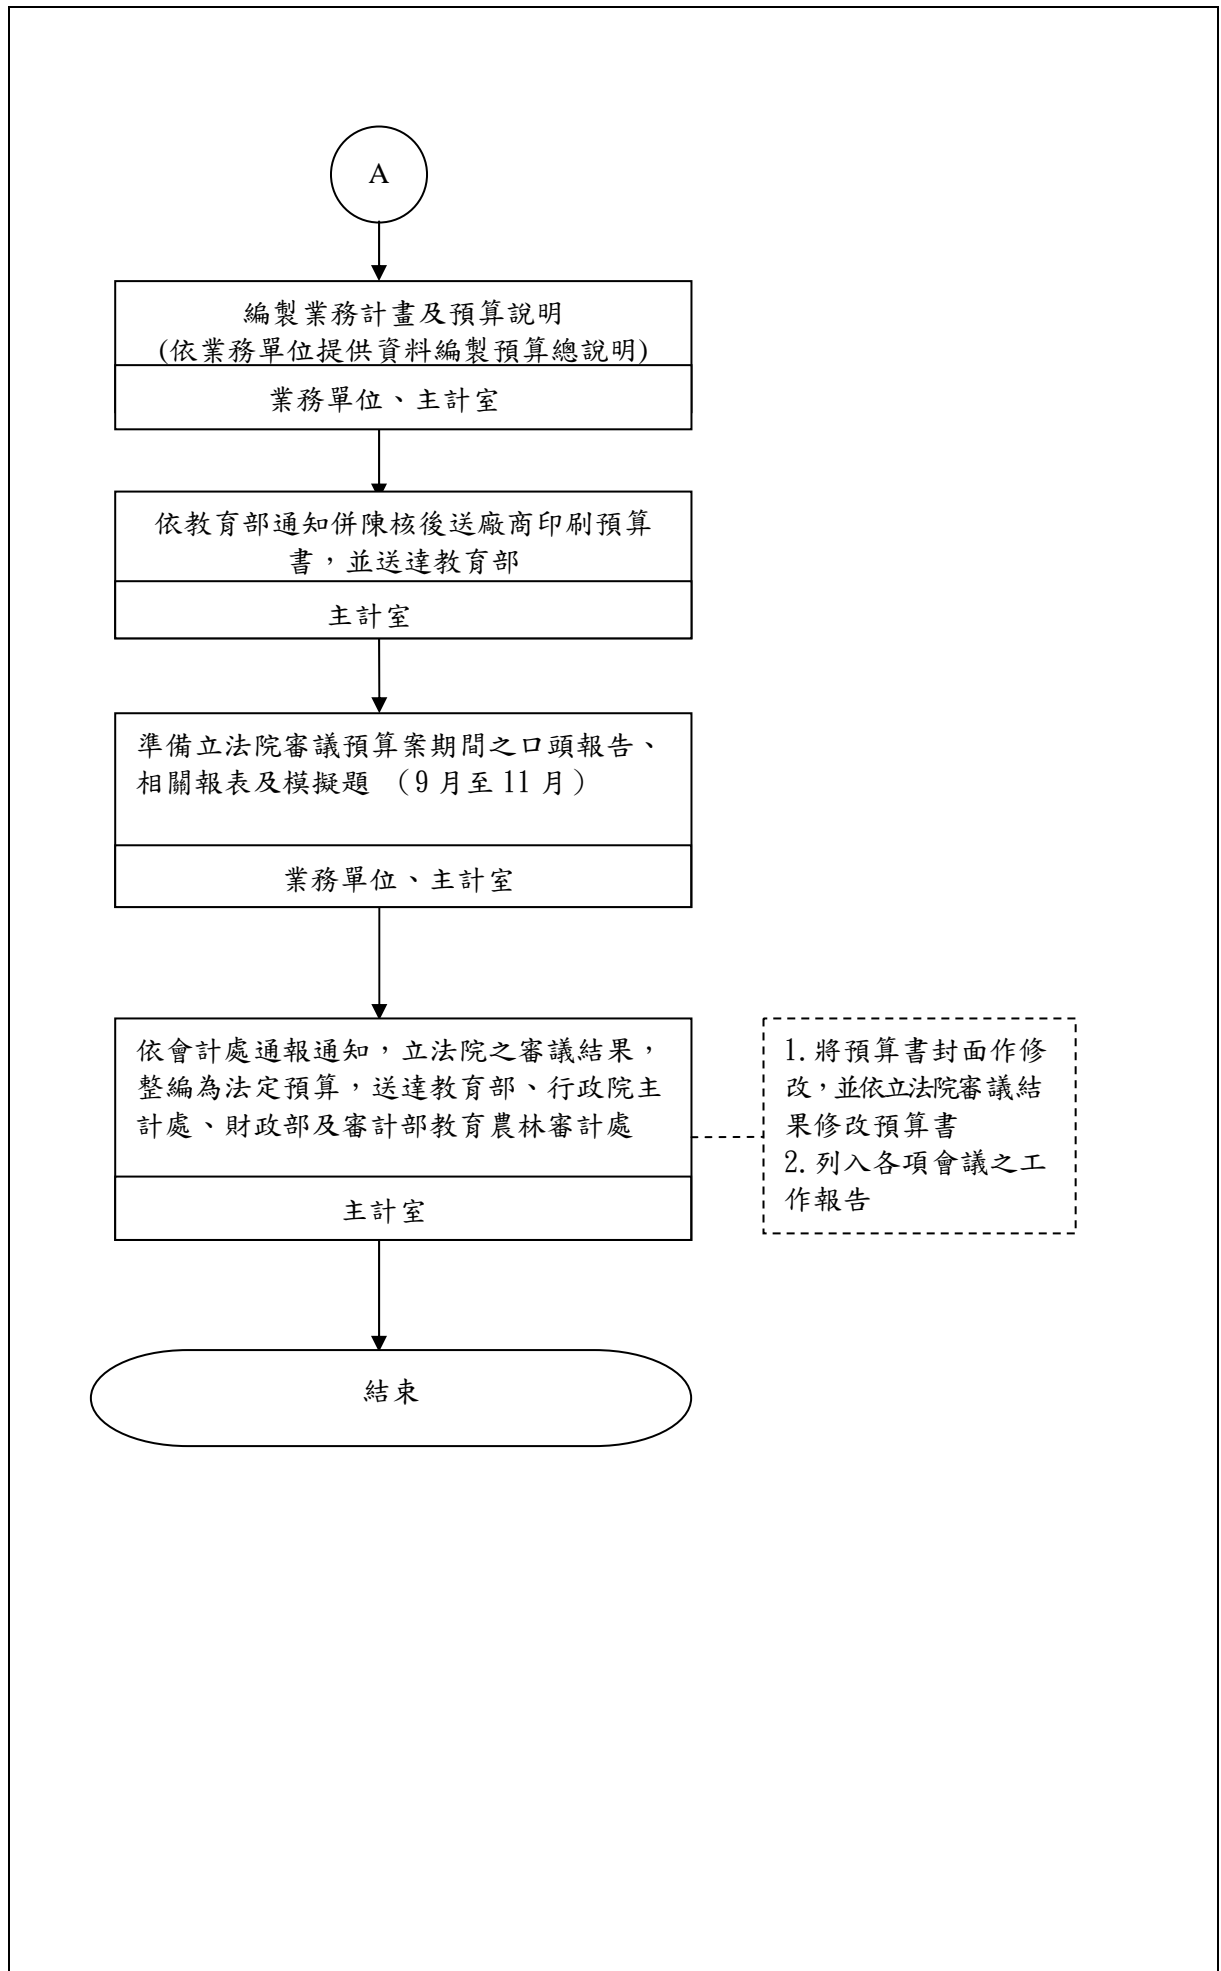 A
編製業務計畫及預算說明
(依業務單位提供資料編製預算總說明)
業務單位、主計室
依教育部通知併陳核後送廠商印刷預算
書，並送達教育部
主計室
準備立法院審議預算案期間之口頭報告、
相關報表及模擬題 （9 月至 11 月）
業務單位、主計室
依會計處通報通知，立法院之審議結果，
整編為法定預算，送達教育部、行政院主
計處、財政部及審計部教育農林審計處
主計室
1. 將預算書封面作修
改，並依立法院審議結
果修改預算書
2. 列入各項會議之工
作報告
結束